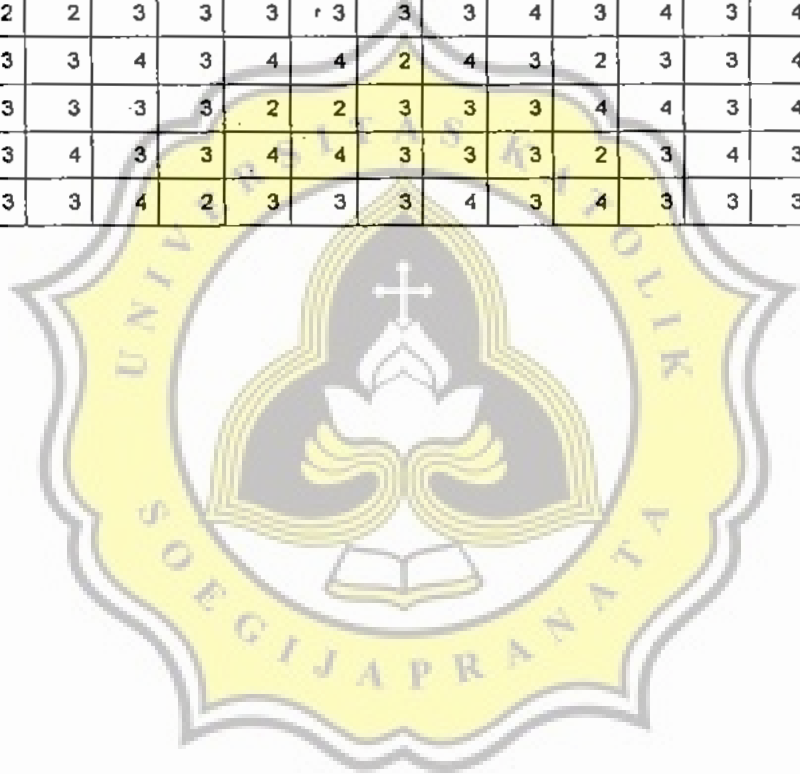 2 2 3 3 3 3 3 3 4 3 4 3 4
3 3 4 3 4 4 2 4 3 2 3 3 4
3 3 3 3 2 2 3 3 3 4 4 3 4
3 4 3 3 4 4 3 3 3 2 3 4 3
3 3 4 2 3 3 3 4 3 4 3 3 3
UNIVERSITAS KATOLIK
SOEGIJAPRANATA